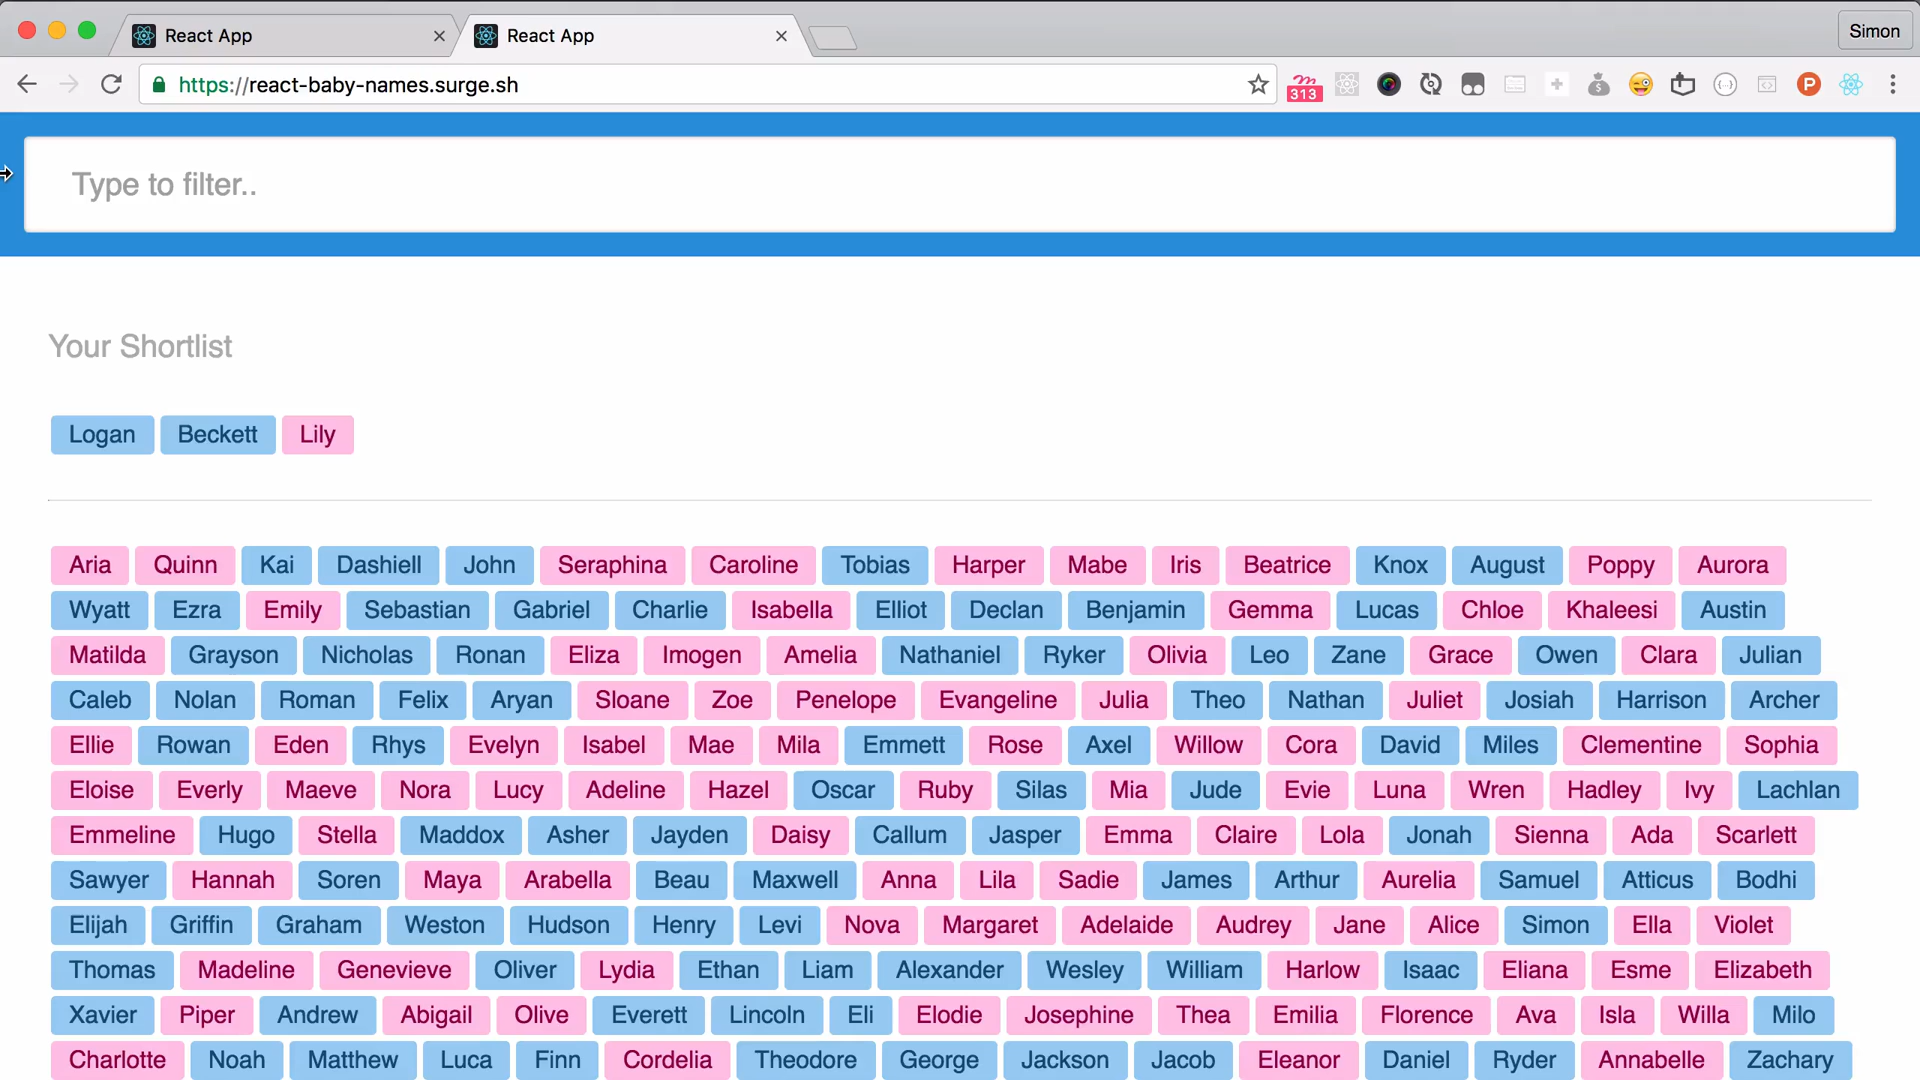 React App React App Simon
https://react-baby-names.surge.sh 313 P
Type to filter..
Your Shortlist
Logan Beckett Lily
Aria Quinn Kai Dashiell John Seraphina Caroline Tobias Harper Mabe Iris Beatrice Knox August Poppy Aurora
Wyatt Ezra Emily Sebastian Gabriel Charlie Isabella Elliot Declan Benjamin Gemma Lucas Chloe Khaleesi Austin
Matilda Grayson Nicholas Ronan Eliza Imogen Amelia Nathaniel Ryker Olivia Leo Zane Grace Owen Clara Julian
Caleb Nolan Roman Felix Aryan Sloane Zoe Penelope Evangeline Julia Theo Nathan Juliet Josiah Harrison Archer
Ellie Rowan Eden Rhys Evelyn Isabel Mae Mila Emmett Rose Axel Willow Cora David Miles Clementine Sophia
Eloise Everly Maeve Nora Lucy Adeline Hazel Oscar Ruby Silas Mia Jude Evie Luna Wren Hadley Ivy Lachlan
Emmeline Hugo Stella Maddox Asher Jayden Daisy Callum Jasper Emma Claire Lola Jonah Sienna Ada Scarlett
Sawyer Hannah Soren Maya Arabella Beau Maxwell Anna Lila Sadie James Arthur Aurelia Samuel Atticus Bodhi
Elijah Griffin Graham Weston Hudson Henry Levi Nova Margaret Adelaide Audrey Jane Alice Simon Ella Violet
Thomas Madeline Genevieve Oliver Lydia Ethan Liam Alexander Wesley William Harlow Isaac Eliana Esme Elizabeth
Xavier Piper Andrew Abigail Olive Everett Lincoln Eli Elodie Josephine Thea Emilia Florence Ava Isla Willa Milo
Charlotte Noah Matthew Luca Finn Cordelia Theodore George Jackson Jacob Eleanor Daniel Ryder Annabelle Zachary